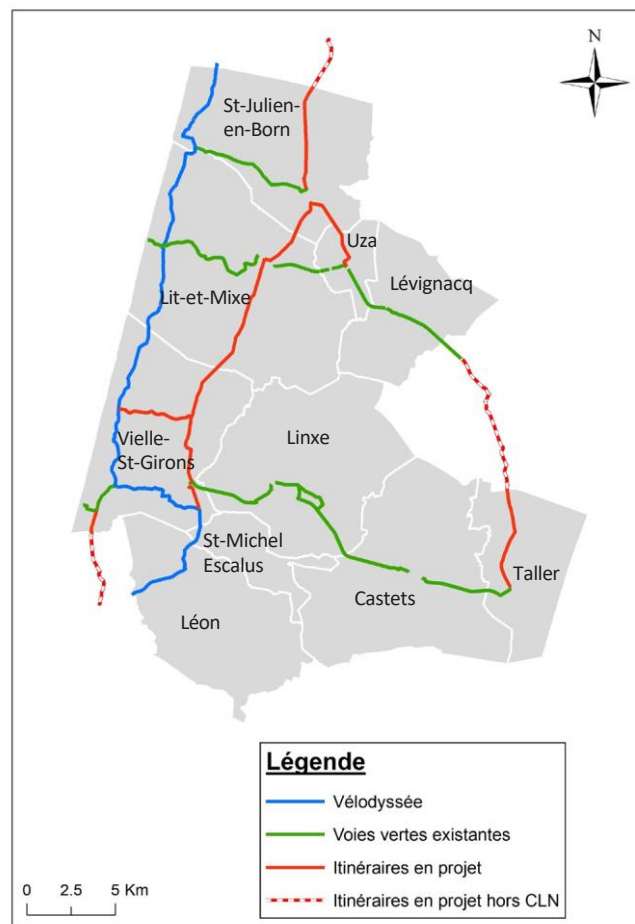 N
St-Julien-
en-Born
Uza
Lévignacq
Lit-et-Mixe
Vielle-
St-Girons
Linxe
St-Michel
Escalus
Taller
Castets
Léon
Légende
Vélodyssée
Voies vertes existantes
Itinéraires en projet
Itinéraires en projet hors CLN
0 2.5 5 Km